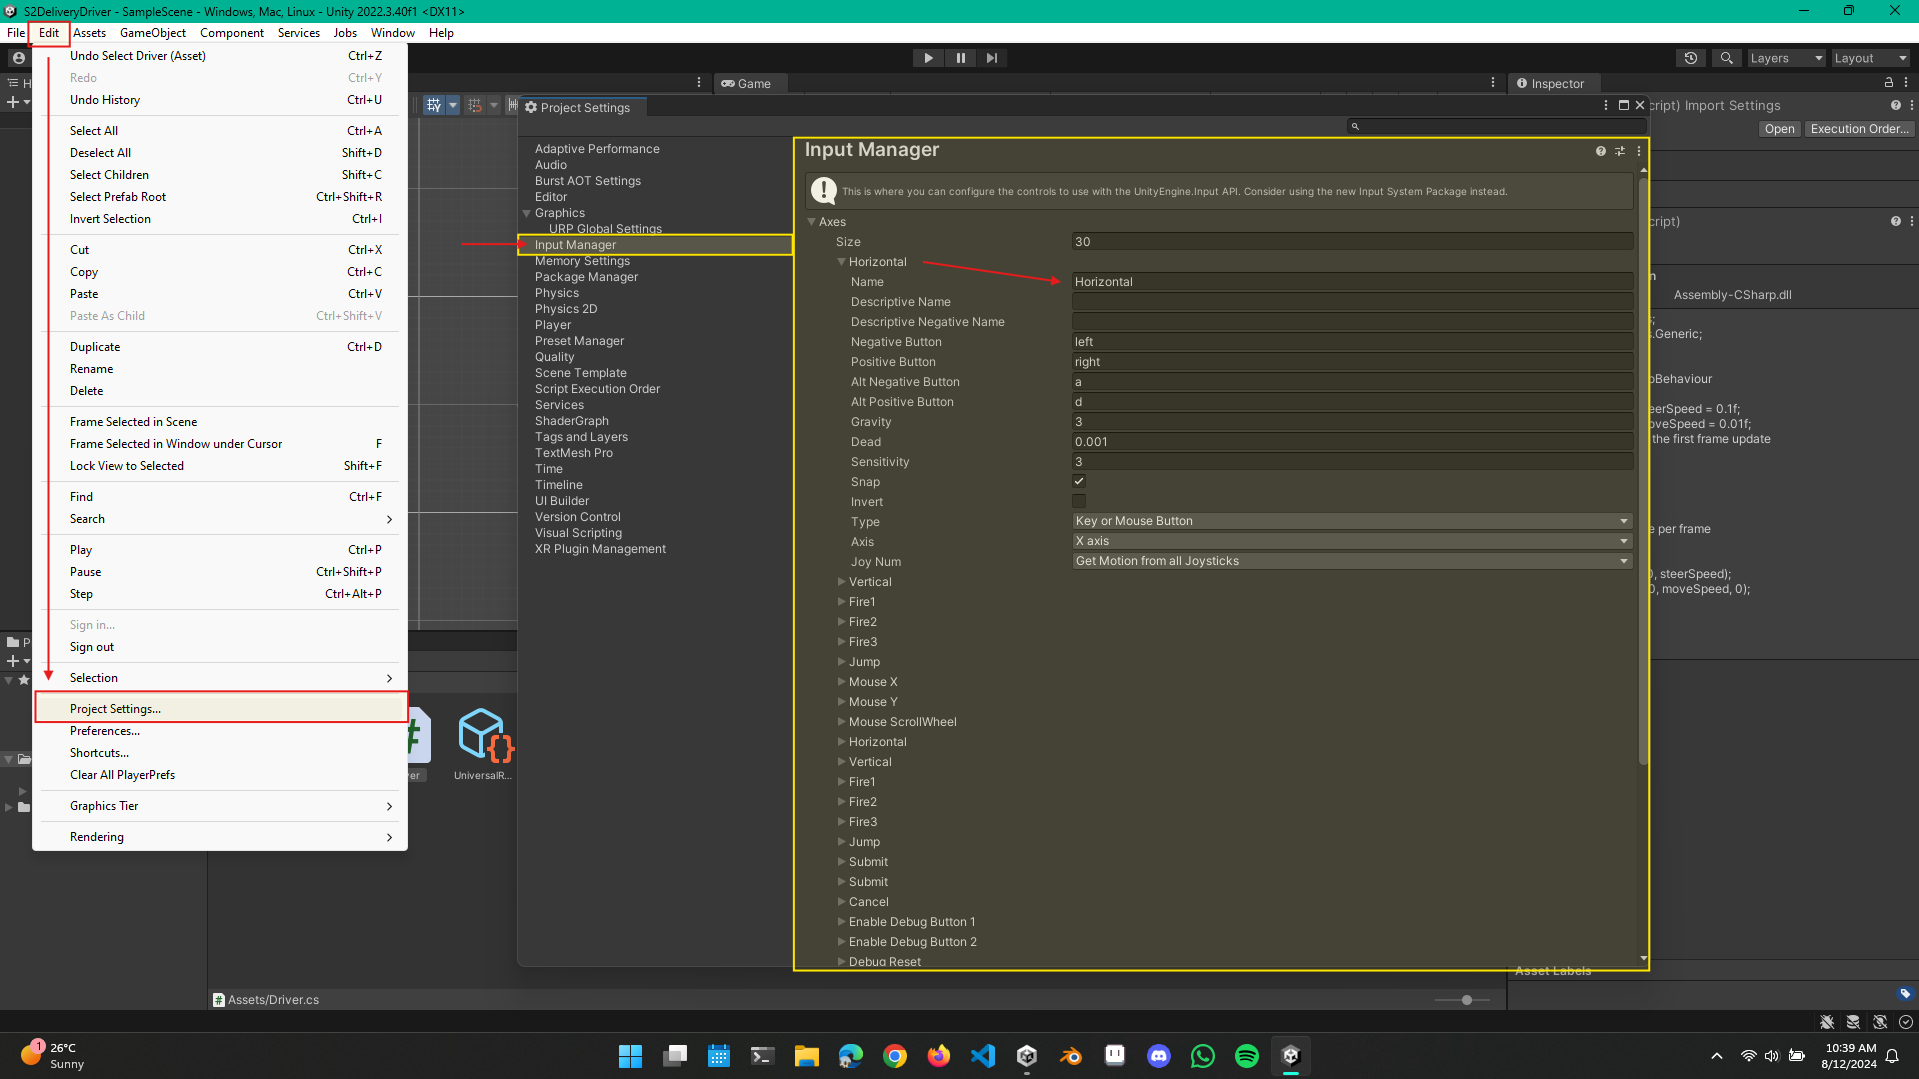 S2DeliveryDriver - SampleScene - Windows, Mac, Linux - Unity 2022.3.40f1 <DX11>
File Edit Assets GameObject Component Services Jobs Window Help
Layers Layout
Undo Select Driver (Asset) Ctrl+Z
Redo Ctrl+Y
Undo History Ctrl+U
Select All Ctrl+A
Deselect All Shift+D
Select Children Shift+C
Select Prefab Root Ctrl+Shift+R
Invert Selection Ctrl+I
Cut Ctrl+X
Copy Ctrl+C
Paste Ctrl+V
Paste As Child Ctrl+Shift+V
Duplicate Ctrl+D
Rename
Delete
Frame Selected in Scene
Frame Selected in Window under Cursor F
Lock View to Selected Shift+F
Find Ctrl+F
Search
Play Ctrl+P
Pause Ctrl+Shift+P
Step Ctrl+Alt+P
Sign in...
Sign out
Selection
Project Settings...
Preferences...
Shortcuts...
Clear All PlayerPrefs
Graphics Tier
Rendering
Game
Project Settings
Adaptive Performance
Audio
Burst AOT Settings
Editor
Graphics
URP Global Settings
Input Manager
Memory Settings
Package Manager
Physics
Physics 2D
Player
Preset Manager
Quality
Scene Template
Script Execution Order
Services
ShaderGraph
Tags and Layers
TextMesh Pro
Time
Timeline
UI Builder
Version Control
Visual Scripting
XR Plugin Management
Input Manager
This is where you can configure the controls to use with the UnityEngine.Input API. Consider using the new Input System Package instead.
Axes
Size 30
Horizontal
Name Horizontal
Descriptive Name
Descriptive Negative Name
Negative Button left
Positive Button right
Alt Negative Button a
Alt Positive Button d
Gravity 3
Dead 0.001
Sensitivity 3
Snap
Invert
Type Key or Mouse Button
Axis X axis
Joy Num Get Motion from all Joysticks
Vertical
Fire1
Fire2
Fire3
Jump
Mouse X
Mouse Y
Mouse ScrollWheel
Horizontal
Vertical
Fire1
Fire2
Fire3
Jump
Submit
Submit
Cancel
Enable Debug Button 1
Enable Debug Button 2
Debug Reset
Inspector
cript) Import Settings
Open Execution Order...
cript)
Assembly-CSharp.dll
.Generic;
oBehaviour
eerSpeed = 0.1f;
oveSpeed = 0.01f;
the first frame update
e per frame
), steerSpeed);
0, moveSpeed, 0);
Asset Labels
ver
UniversalR...
Assets/Driver.cs
1
26°C
Sunny
10:39 AM
8/12/2024